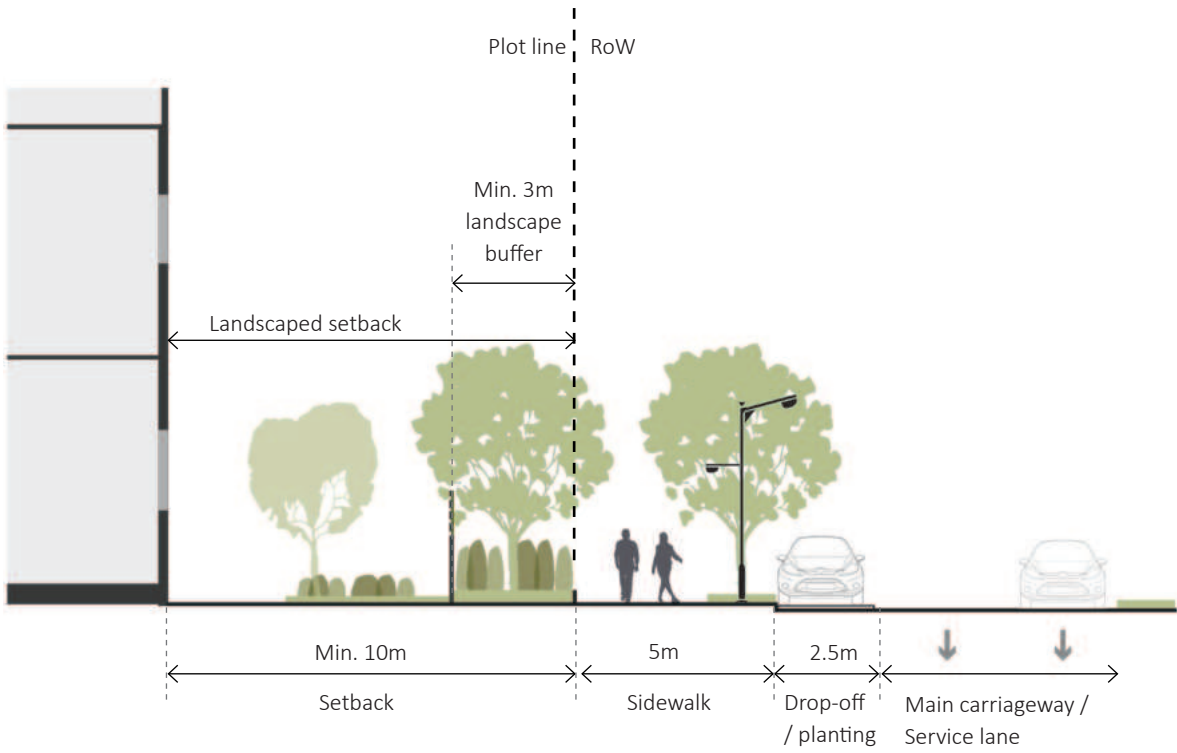 Plot line
RoW
Min. 3m
landscape
buffer
Landscaped setback
Min. 10m
5m
2.5m
Setback
Sidewalk
Drop-off
/ planting
Main carriageway /
Service lane